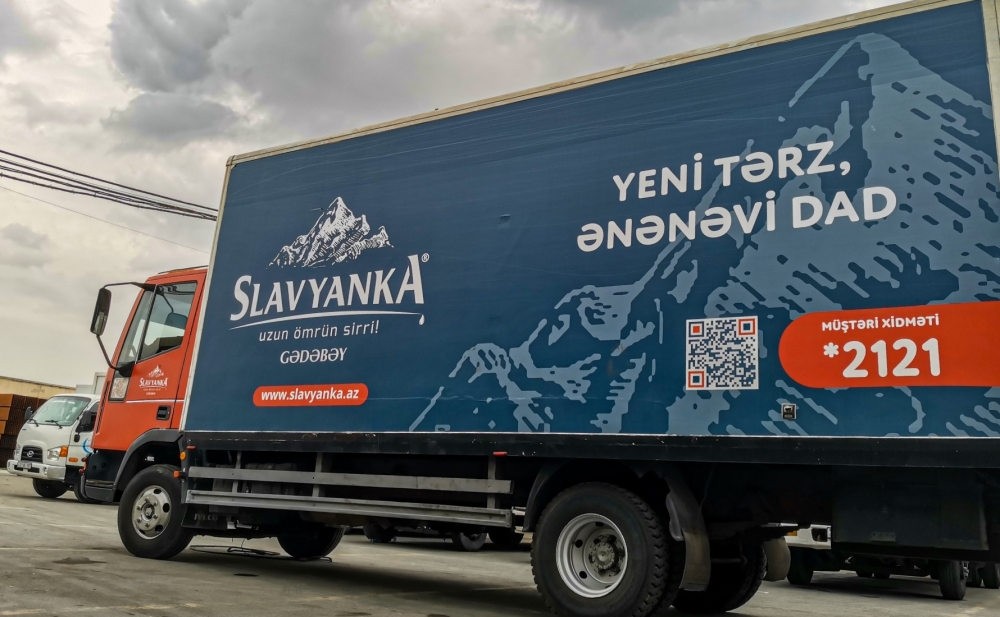 YENİ TƏRZ,
ƏNƏNƏVİ DAD
SLAVYANKA®
uzun ömrün sirri!
GƏDƏBƏY
www.slavyanka.az
MÜŞTƏRİ XİDMƏTİ
*2121
SLAVYANKA